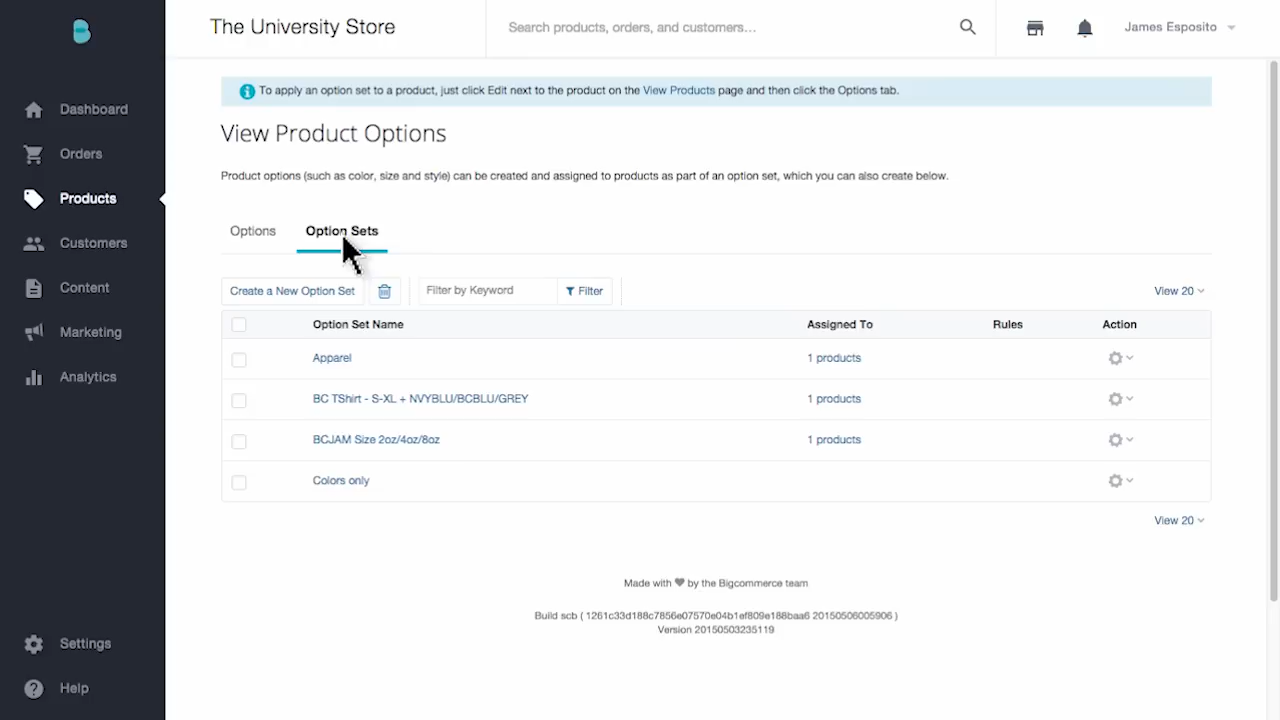 The University Store
Search products, orders, and customers...
James Esposito
Dashboard
Orders
Products
Customers
Content
Marketing
Analytics
Settings
Help
To apply an option set to a product, just click Edit next to the product on the View Products page and then click the Options tab.
View Product Options
Product options (such as color, size and style) can be created and assigned to products as part of an option set, which you can also create below.
Options Option Sets
Create a New Option Set Filter by Keyword Filter View 20
Option Set Name Assigned To Rules Action
Apparel 1 products
BC TShirt - S-XL + NVYBLU/BCBLU/GREY 1 products
BCJAM Size 2oz/4oz/8oz 1 products
Colors only
View 20
Made with ♥ by the Bigcommerce team
Build scb ( 1261c33d188c7856e07570e04b1ef809e188baa6 20150506005906 )
Version 20150503235119